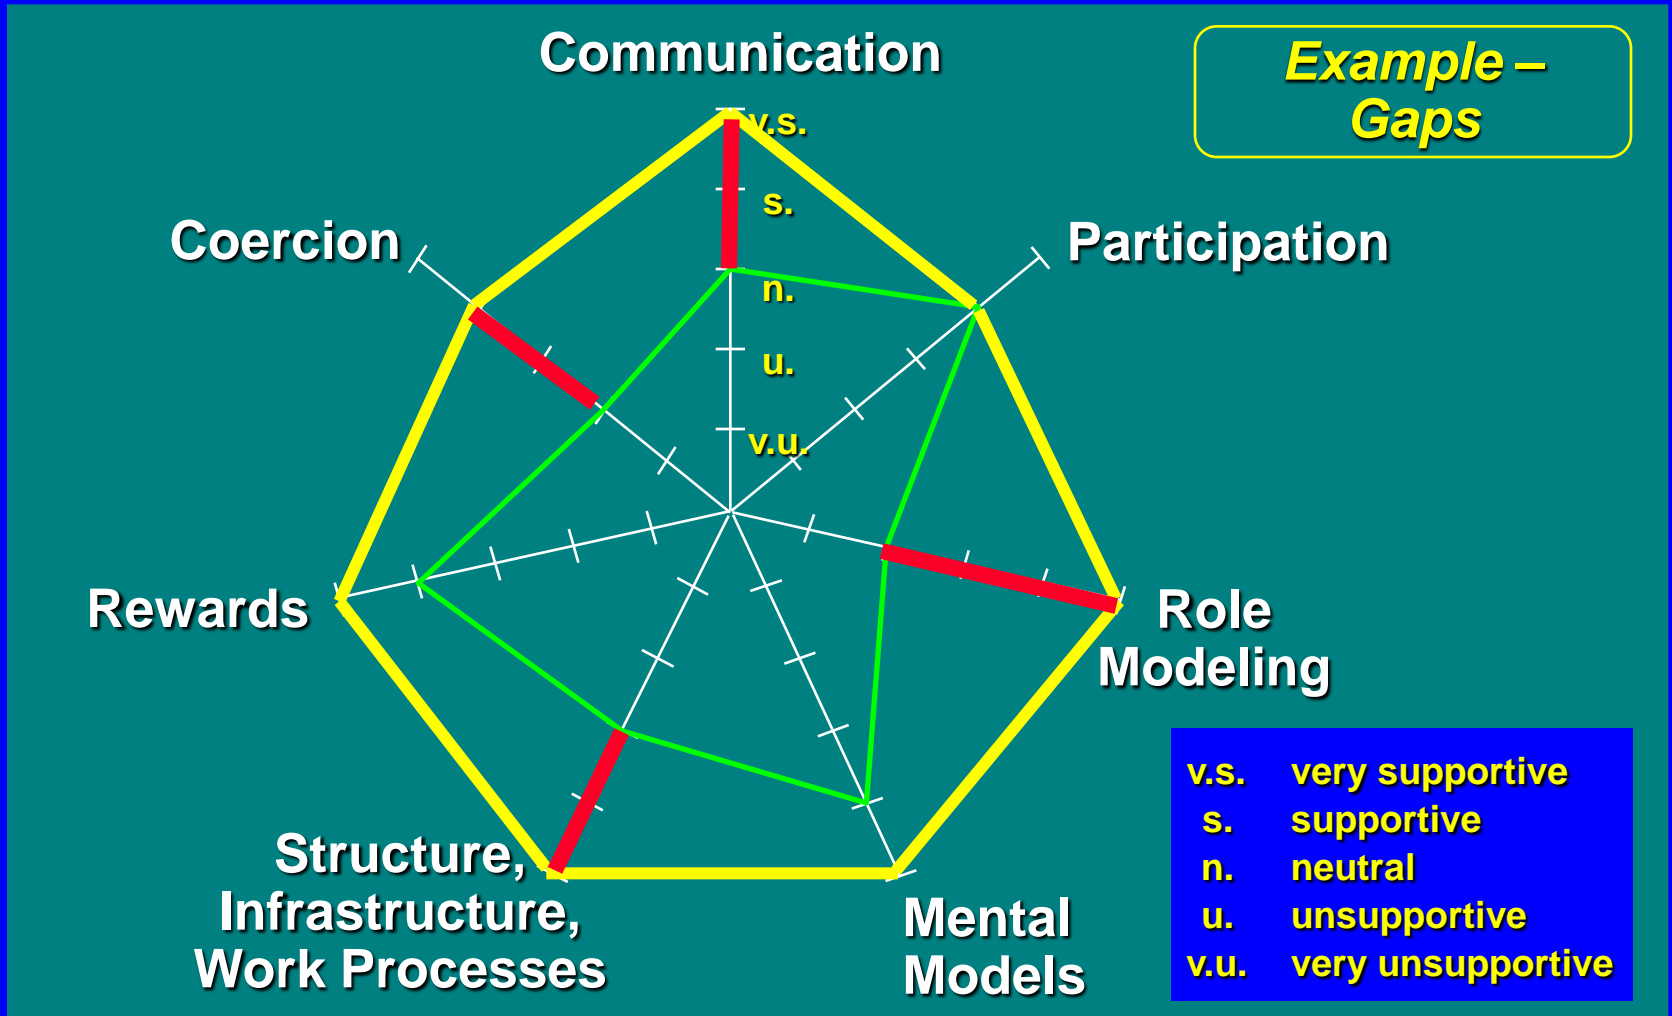 Communication
Example –
Gaps
v.s.
s.
n.
u.
v.u.
Coercion
Participation
Rewards
Role
Modeling
Structure,
Infrastructure,
Work Processes
Mental
Models
v.s. very supportive
s. supportive
n. neutral
u. unsupportive
v.u. very unsupportive